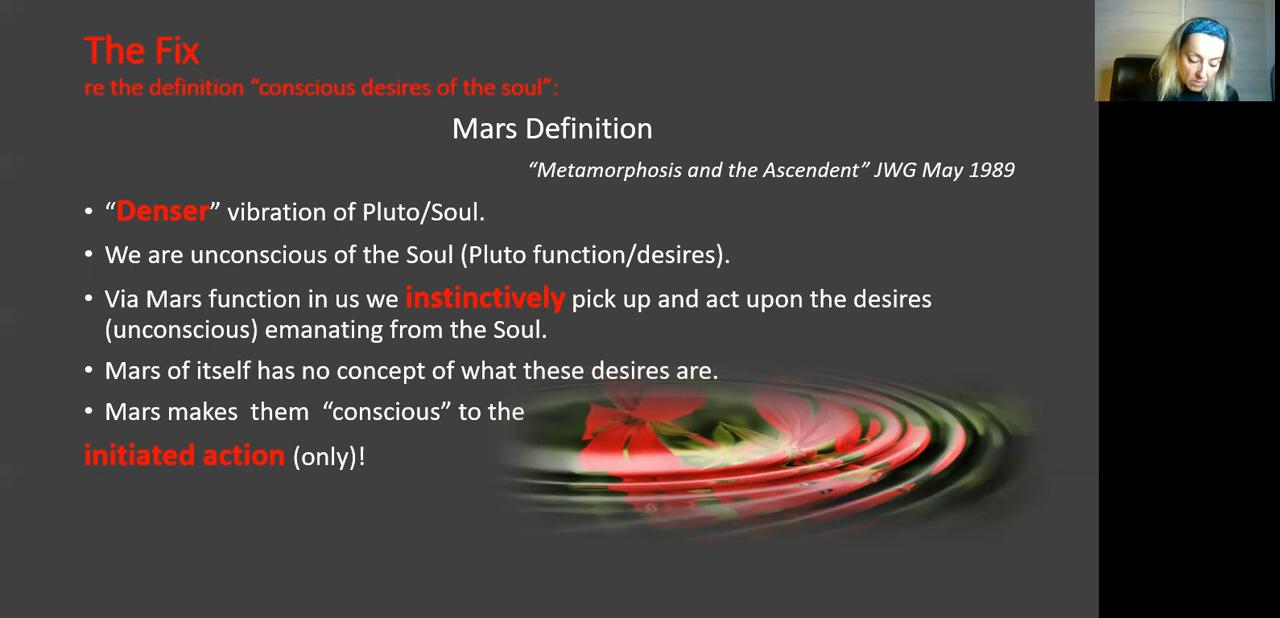 The Fix
re the definition “conscious desires of the soul”:
Mars Definition
“Metamorphosis and the Ascendent” JWG May 1989
• “Denser” vibration of Pluto/Soul.
• We are unconscious of the Soul (Pluto function/desires).
• Via Mars function in us we instinctively pick up and act upon the desires
(unconscious) emanating from the Soul.
• Mars of itself has no concept of what these desires are.
• Mars makes them “conscious” to the
initiated action (only)!